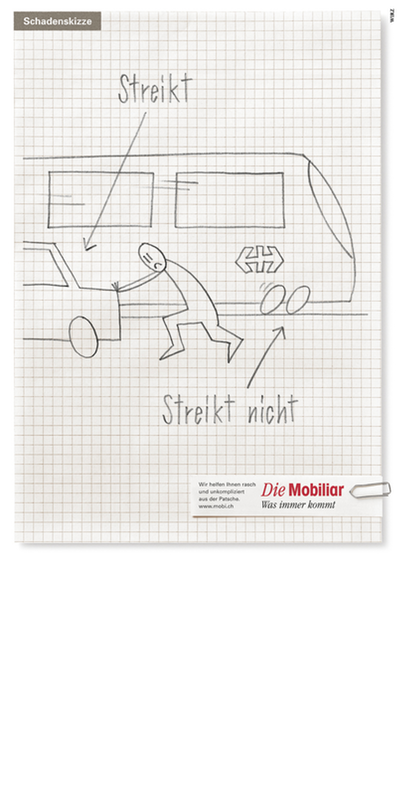 Schadenskizze
Streikt
Streikt nicht
Wir helfen Ihnen rasch
und unkompliziert
aus der Patsche.
www.mobi.ch
Die Mobiliar
Was immer kommt